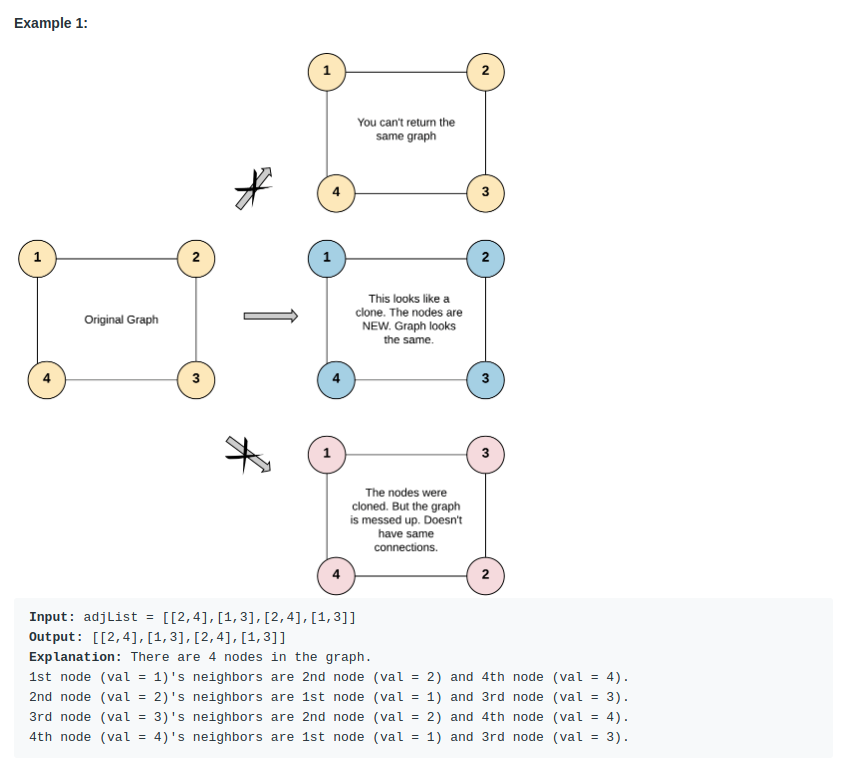 Example 1:
1
2
You can't return the
same graph
4
3
1
2
Original Graph
4
3
1
2
This looks like a
clone. The nodes are
NEW. Graph looks
the same.
4
3
1
3
The nodes were
cloned. But the graph
is messed up. Doesn't
have same
connections.
4
2
Input: adjList = [[2,4],[1,3],[2,4],[1,3]]
Output: [[2,4],[1,3],[2,4],[1,3]]
Explanation: There are 4 nodes in the graph.
1st node (val = 1)'s neighbors are 2nd node (val = 2) and 4th node (val = 4).
2nd node (val = 2)'s neighbors are 1st node (val = 1) and 3rd node (val = 3).
3rd node (val = 3)'s neighbors are 2nd node (val = 2) and 4th node (val = 4).
4th node (val = 4)'s neighbors are 1st node (val = 1) and 3rd node (val = 3).